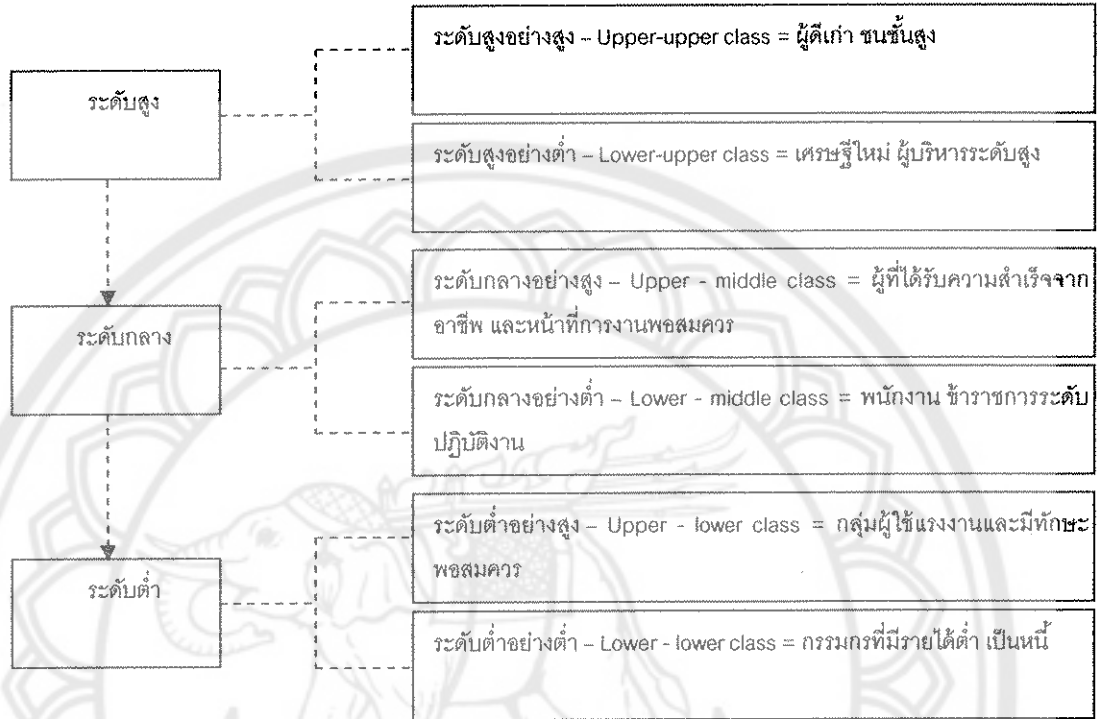 ระดับสูงอย่างสูง – Upper-upper class = ผู้ดีเก่า ชนชั้นสูง
ระดับสูง
ระดับสูงอย่างต่ำ – Lower-upper class = เศรษฐีใหม่ ผู้บริหารระดับสูง
ระดับกลางอย่างสูง – Upper - middle class = ผู้ที่ได้รับความสำเร็จจาก
อาชีพ และหน้าที่การงานพอสมควร
ระดับกลาง
ระดับกลางอย่างต่ำ – Lower - middle class = พนักงาน ข้าราชการระดับ
ปฏิบัติงาน
ระดับต่ำอย่างสูง – Upper - lower class = กลุ่มผู้ใช้แรงงานและมีทักษะ
พอสมควร
ระดับต่ำ
ระดับต่ำอย่างต่ำ – Lower - lower class = กรรมกรที่มีรายได้ต่ำ เป็นหนี้